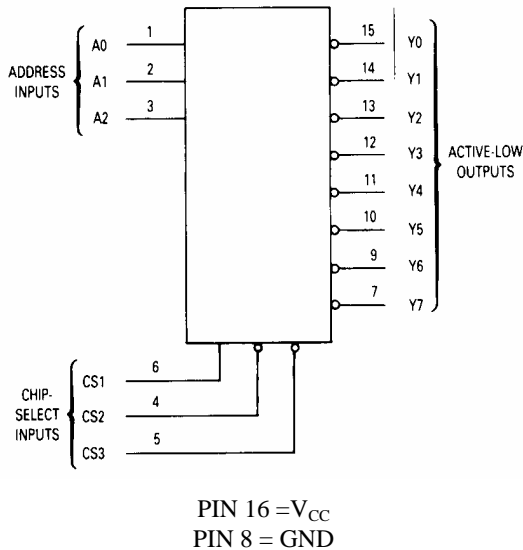 A0 1
ADDRESS INPUTS A1 2
A2 3
15 Y0
14 Y1
13 Y2
12 Y3
ACTIVE-LOW OUTPUTS
11 Y4
10 Y5
9 Y6
7 Y7
CHIP-SELECT INPUTS
CS1 6
CS2 4
CS3 5
PIN 16 =VCC
PIN 8 = GND